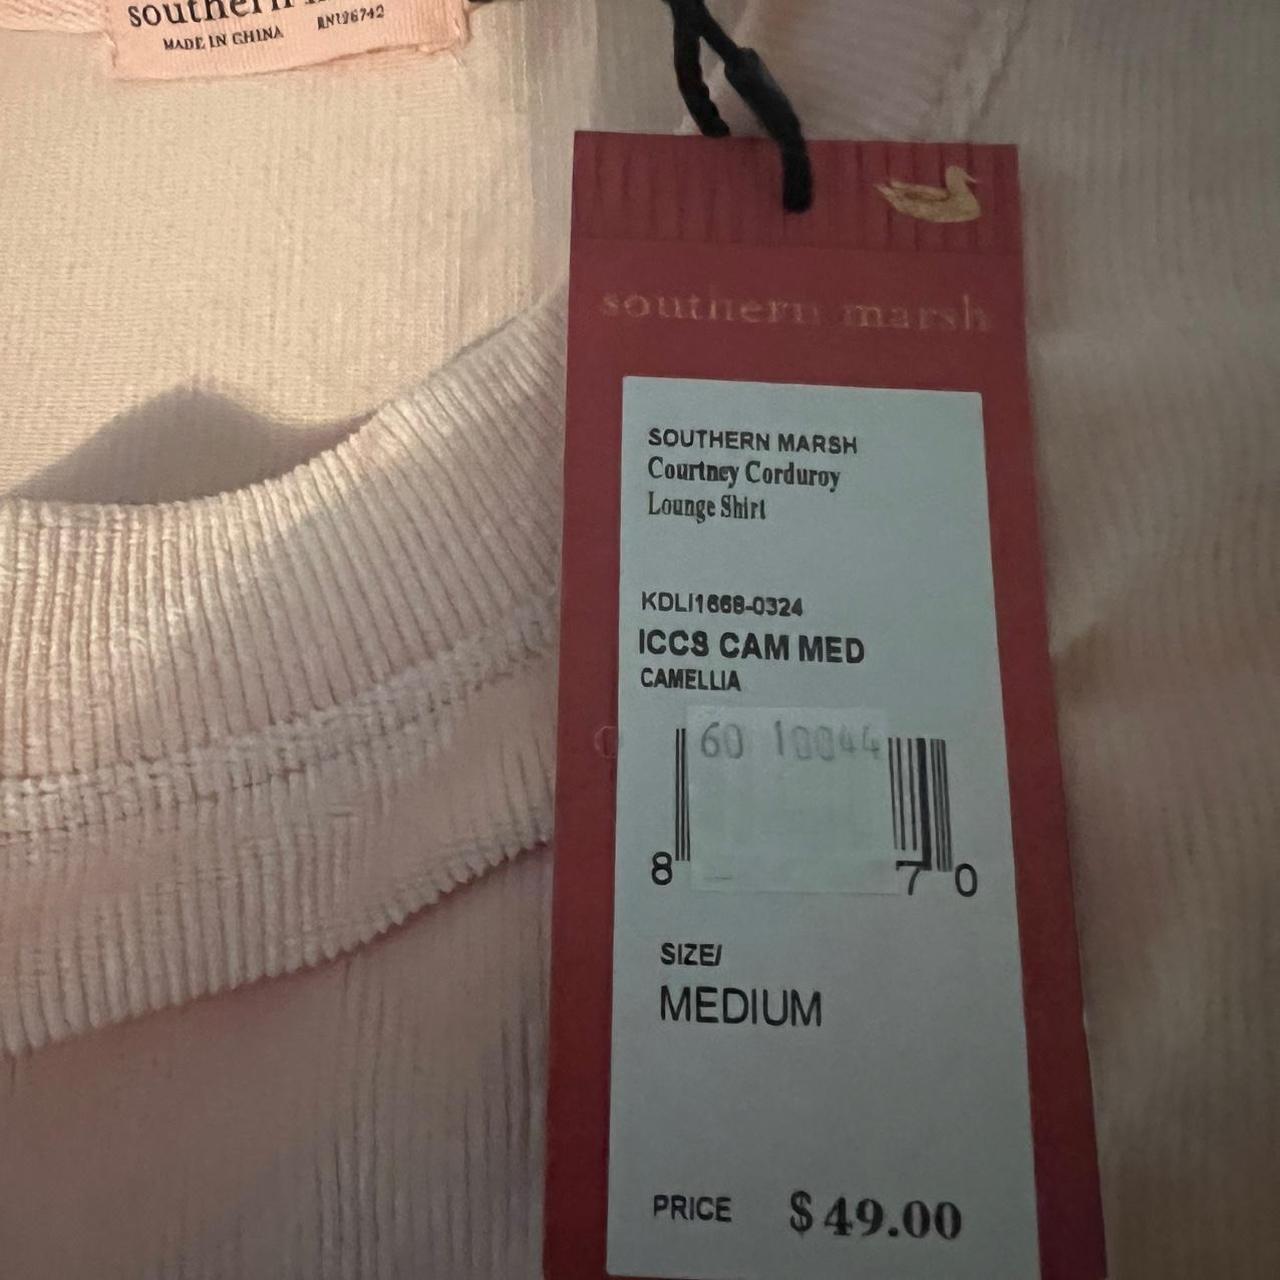 southern
MADE IN CHINA
southern marsh
SOUTHERN MARSH
Courtney Corduroy
Lounge Shirt
KDLI1668-0324
ICCS CAM MED
CAMELLIA
60 10044
8 7 0
SIZE/
MEDIUM
PRICE $49.00